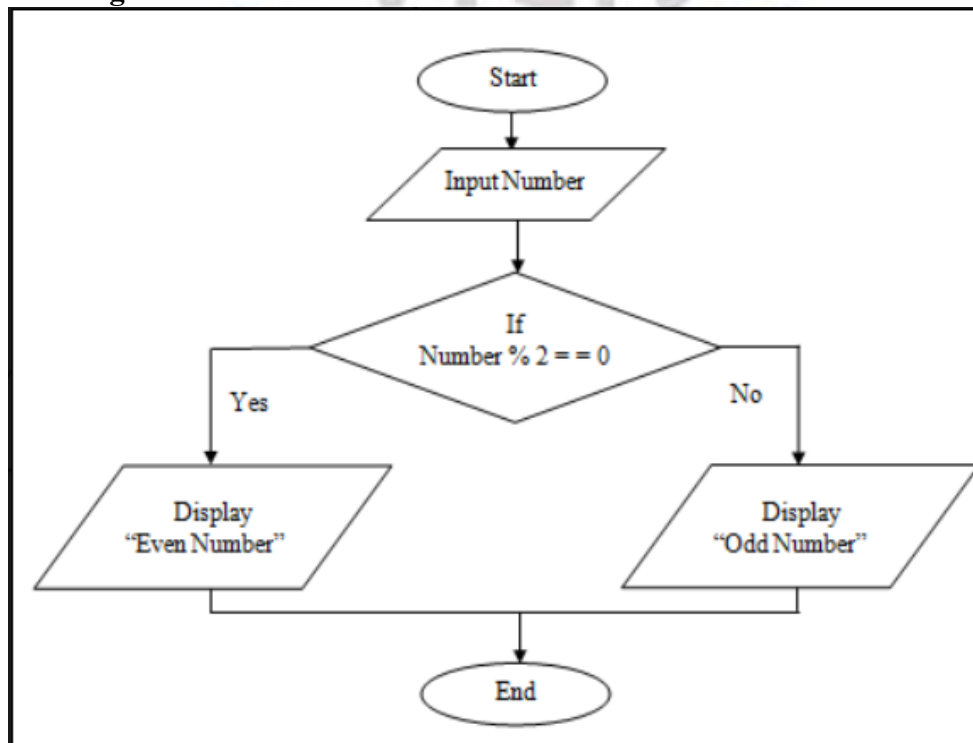 Start
Input Number
If
Number % 2 = = 0
Yes
No
Display
“Even Number”
Display
“Odd Number”
End